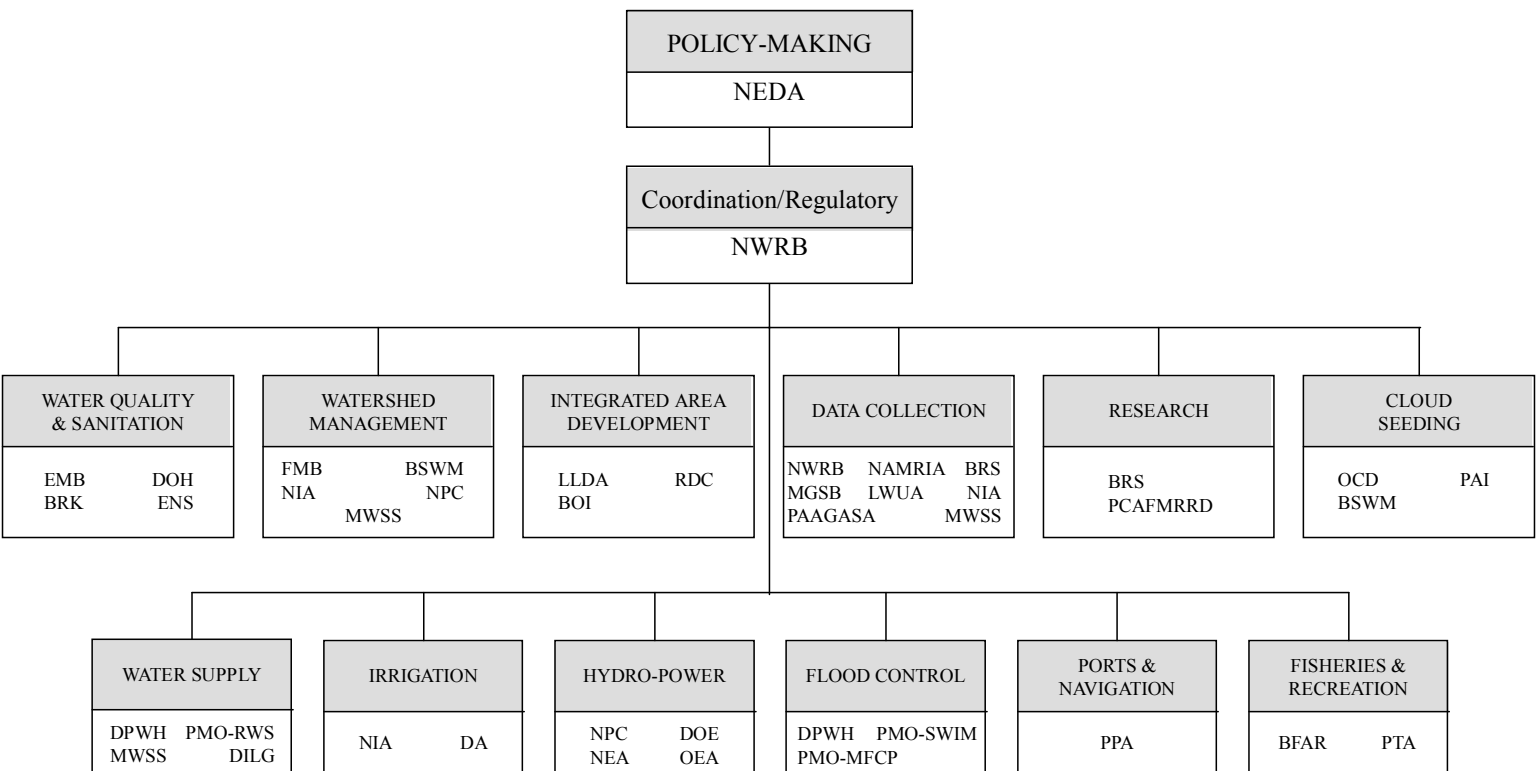 POLICY-MAKING
NEDA
Coordination/Regulatory
NWRB
WATER QUALITY
& SANITATION
EMB DOH
BRK ENS
WATERSHED
MANAGEMENT
FMB BSWM
NIA NPC
MWSS
INTEGRATED AREA
DEVELOPMENT
LLDA RDC
BOI
DATA COLLECTION
NWRB NAMRIA BRS
MGSB LWUA NIA
PAAGASA MWSS
RESEARCH
BRS
PCAFMRRD
CLOUD
SEEDING
OCD PAI
BSWM
WATER SUPPLY
DPWH PMO-RWS
MWSS DILG
IRRIGATION
NIA DA
HYDRO-POWER
NPC DOE
NEA OEA
FLOOD CONTROL
DPWH PMO-SWIM
PMO-MFCP
PORTS &
NAVIGATION
PPA
FISHERIES &
RECREATION
BFAR PTA